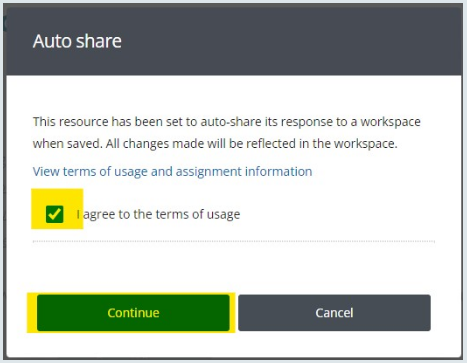 Auto share
This resource has been set to auto-share its response to a workspace
when saved. All changes made will be reflected in the workspace.
View terms of usage and assignment information
I agree to the terms of usage
Continue
Cancel